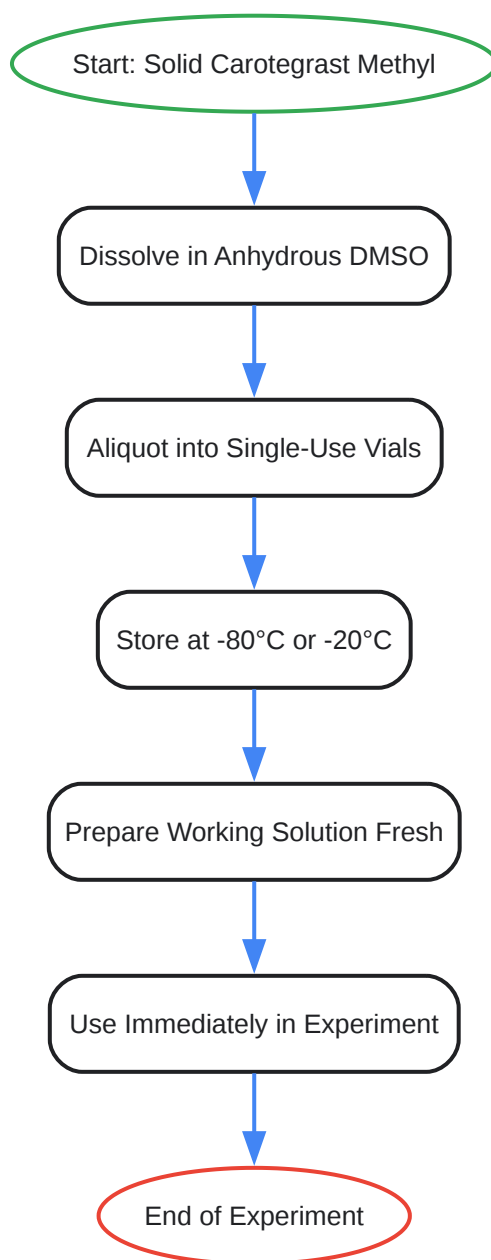 Start: Solid Carotegrast Methyl
Dissolve in Anhydrous DMSO
Aliquot into Single-Use Vials
Store at -80°C or -20°C
Prepare Working Solution Fresh
Use Immediately in Experiment
End of Experiment